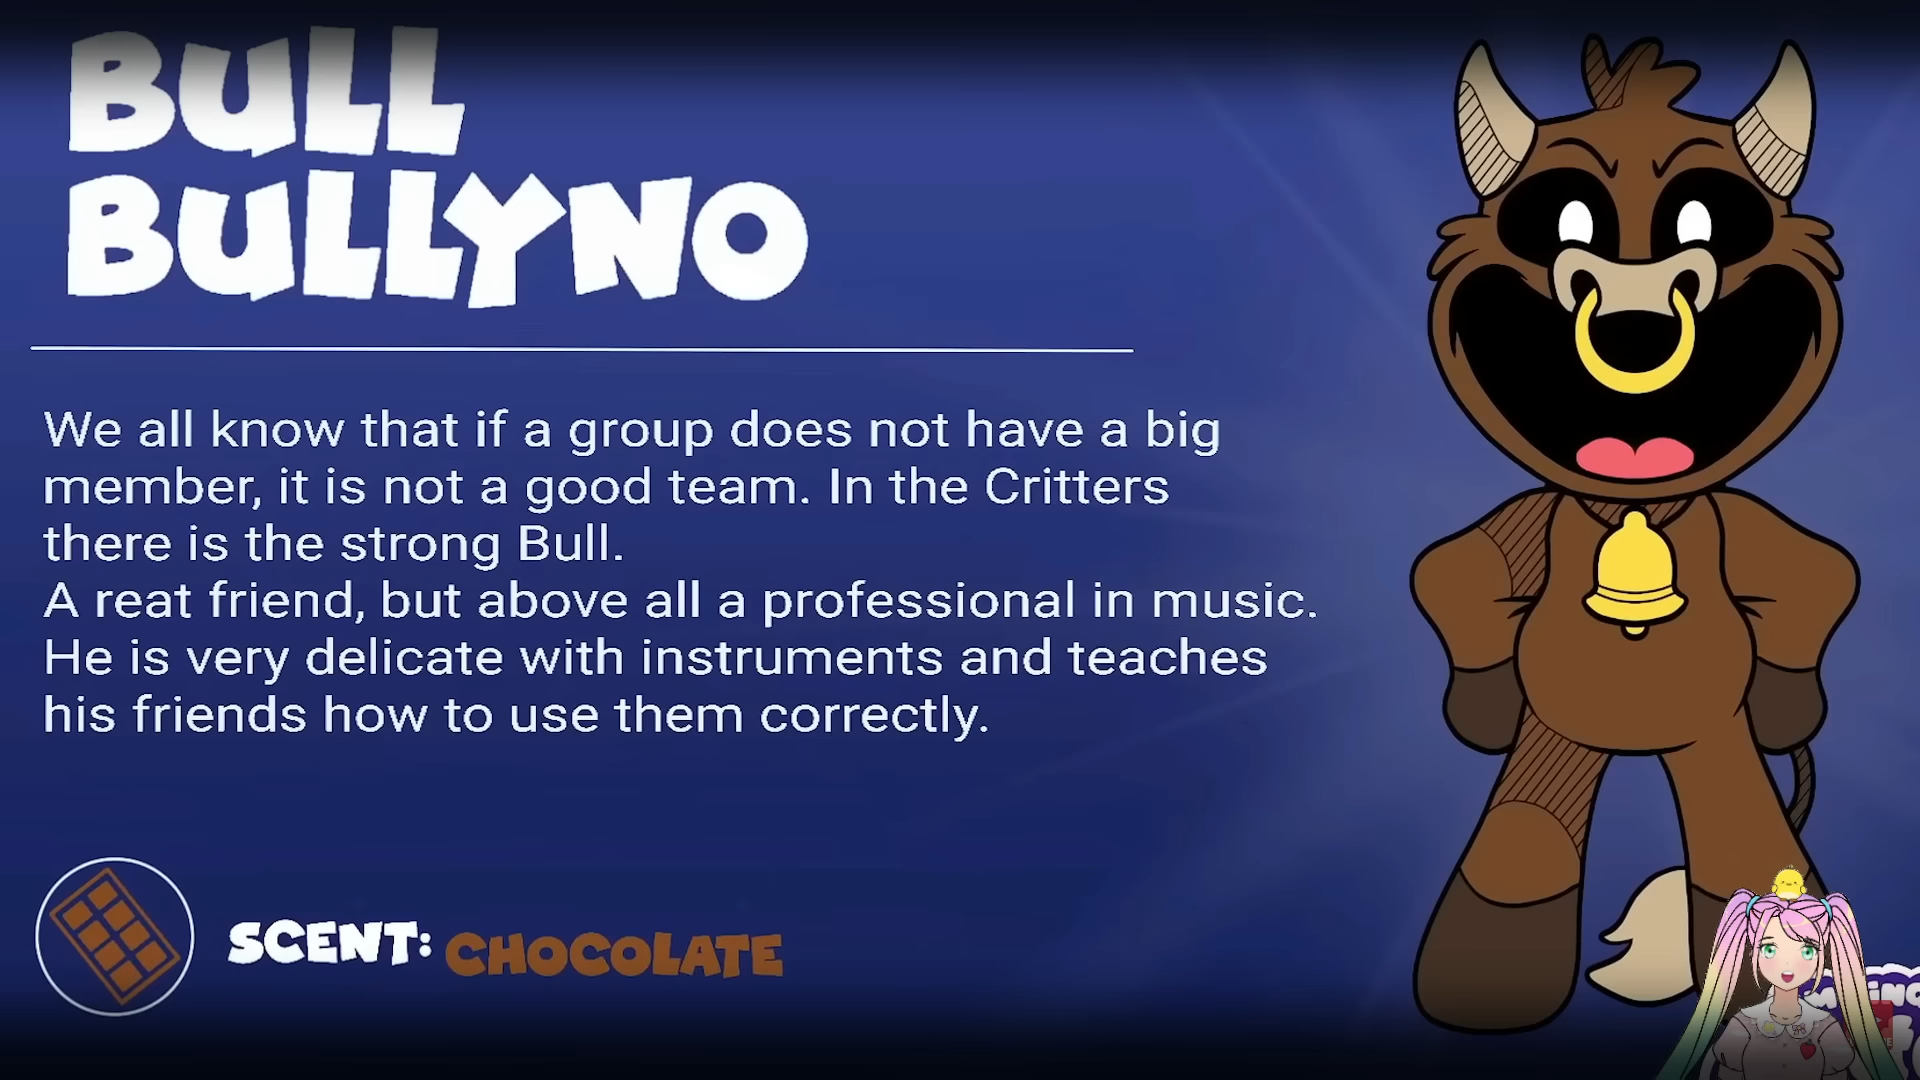 BULL
BULLYNO
We all know that if a group does not have a big
member, it is not a good team. In the Critters
there is the strong Bull.
A reat friend, but above all a professional in music.
He is very delicate with instruments and teaches
his friends how to use them correctly.
SCENT: CHOCOLATE